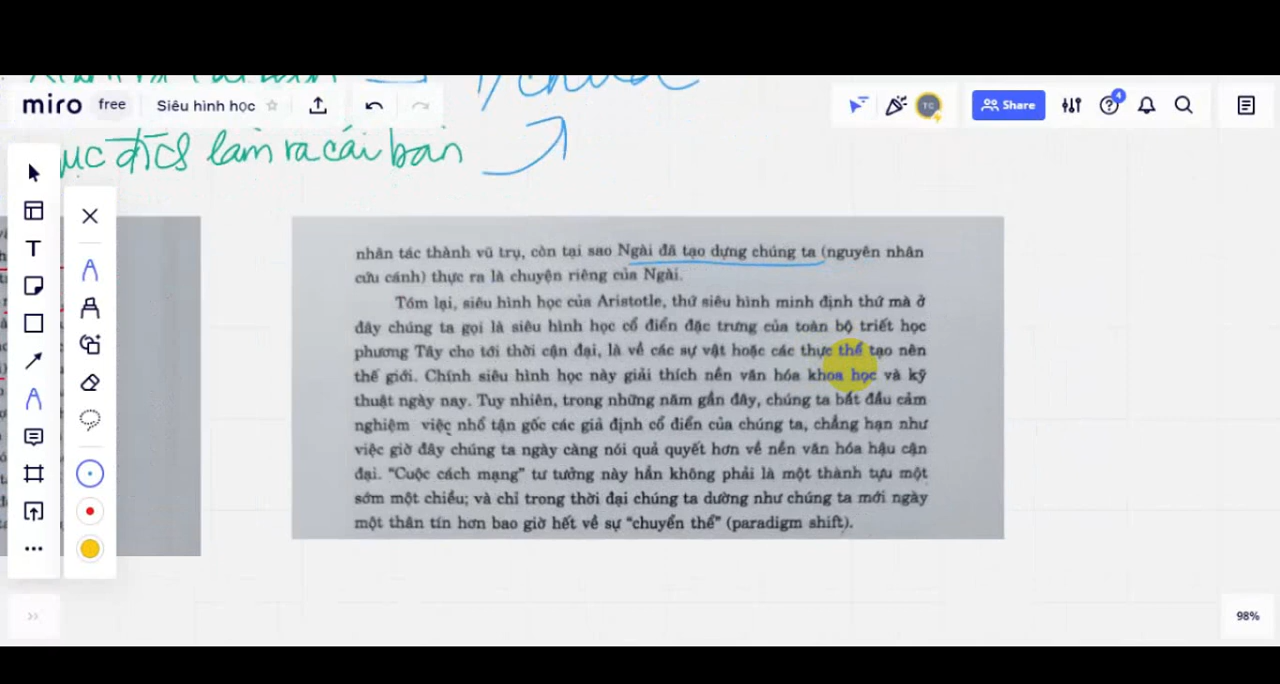 miro free Siêu hình học Share 4
TC
làm ra cái bàn
nhân tác thành vũ trụ, còn tại sao Ngài đã tạo dựng chúng ta (nguyên nhân
cứu cánh) thực ra là chuyện riêng của Ngài.
Tóm lại, siêu hình học của Aristotle, thứ siêu hình minh định thứ mà ở
đây chúng ta gọi là siêu hình học cổ điển đặc trưng của toàn bộ triết học
phương Tây cho tới thời cận đại, là về các sự vật hoặc các thực thể tạo nên
thế giới. Chính siêu hình học này giải thích nền văn hóa khoa học và kỹ
thuật ngày nay. Tuy nhiên, trong những năm gần đây, chúng ta bắt đầu cảm
nghiệm việc nhổ tận gốc các giả định cổ điển của chúng ta, chẳng hạn như
việc giờ đây chúng ta ngày càng nói quả quyết hơn về nền văn hóa hậu cận
đại. "Cuộc cách mạng" tư tưởng này hẳn không phải là một thành tựu một
sớm một chiều; và chỉ trong thời đại chúng ta dường như chúng ta mới ngày
một thân tín hơn bao giờ hết về sự "chuyển thể" (paradigm shift).
98%